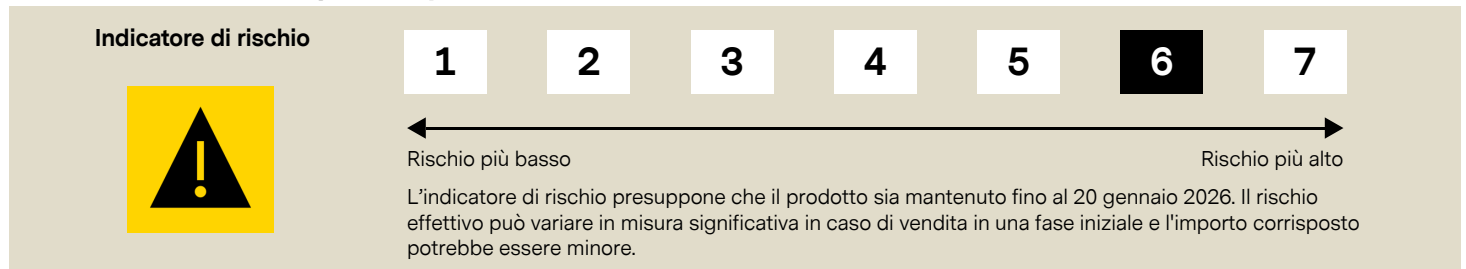 Indicatore di rischio
1 2 3 4 5 6 7
Rischio più basso Rischio più alto
L'indicatore di rischio presuppone che il prodotto sia mantenuto fino al 20 gennaio 2026. Il rischio
effettivo può variare in misura significativa in caso di vendita in una fase iniziale e l'importo corrisposto
potrebbe essere minore.